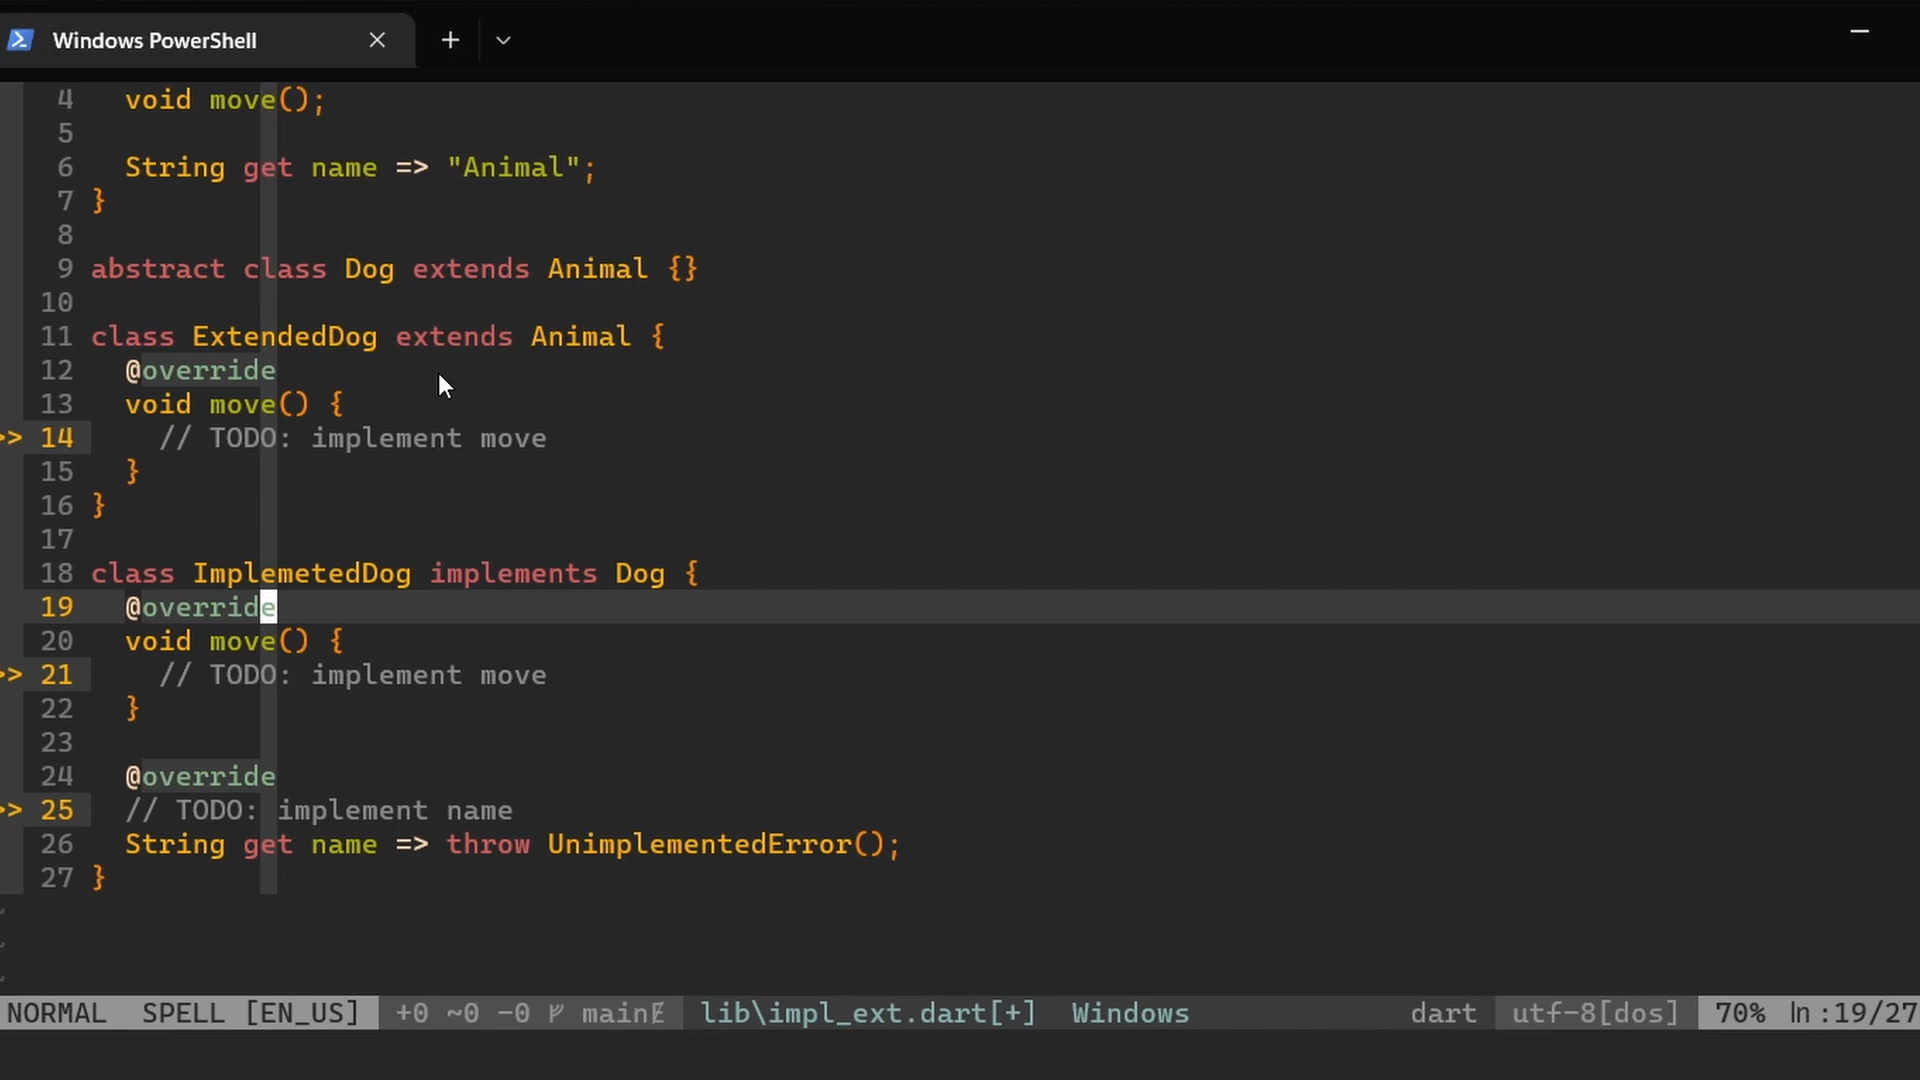 Windows PowerShell
4 void move();
5
6 String get name => "Animal";
7 }
8
9 abstract class Dog extends Animal {}
10
11 class ExtendedDog extends Animal {
12 @override
13 void move() {
>> 14 // TODO: implement move
15 }
16 }
17
18 class ImplemetedDog implements Dog {
19 @override
20 void move() {
>> 21 // TODO: implement move
22 }
23
24 @override
>> 25 // TODO: implement name
26 String get name => throw UnimplementedError();
27 }
NORMAL SPELL [EN_US] +0 ~0 -0 main lib\impl_ext.dart[+] Windows dart utf-8[dos] 70% ln :19/27